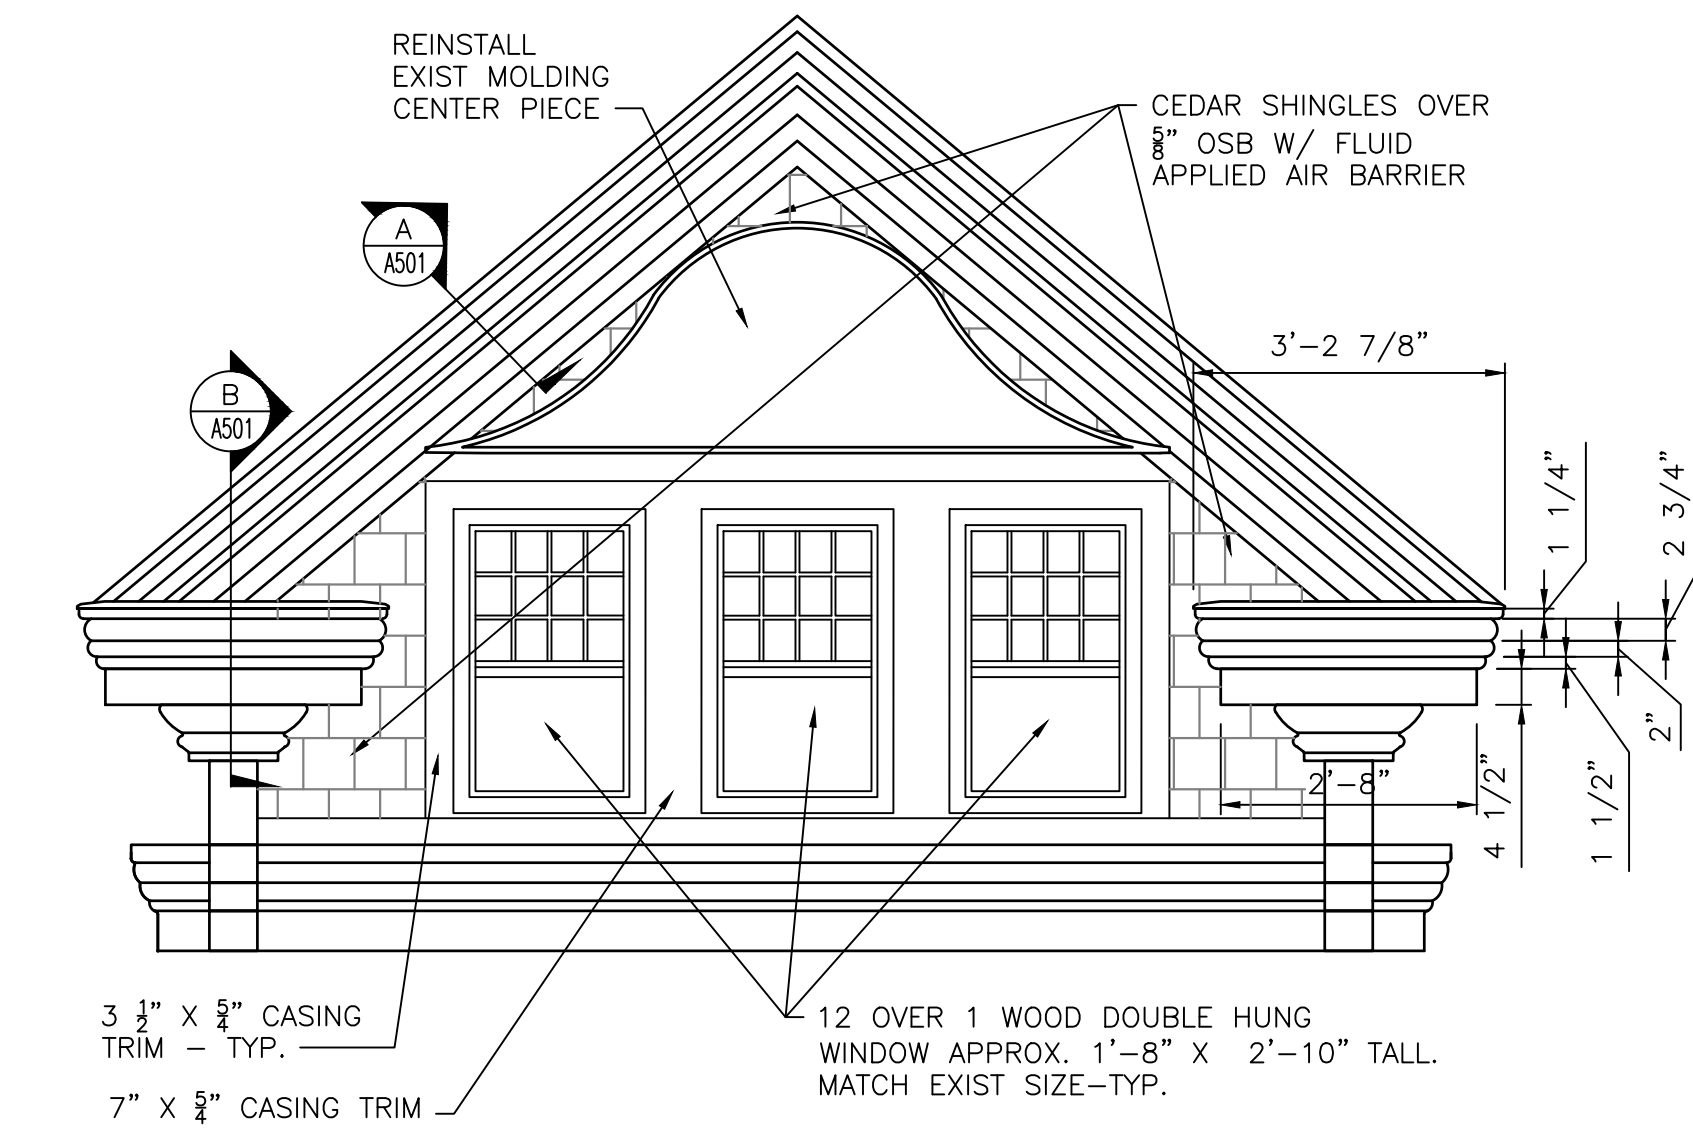 REINSTALL
EXIST MOLDING
CENTER PIECE
CEDAR SHINGLES OVER
5/8" OSB W/ FLUID
APPLIED AIR BARRIER
A
A501
B
A501
3'-2 7/8"
1 1/4"
2 3/4"
2"
1 1/2"
4 1/2"
2'-8"
3 1/2" X 5/4" CASING
TRIM - TYP.
7" X 5/4" CASING TRIM
12 OVER 1 WOOD DOUBLE HUNG
WINDOW APPROX. 1'-8" X 2'-10" TALL.
MATCH EXIST SIZE-TYP.